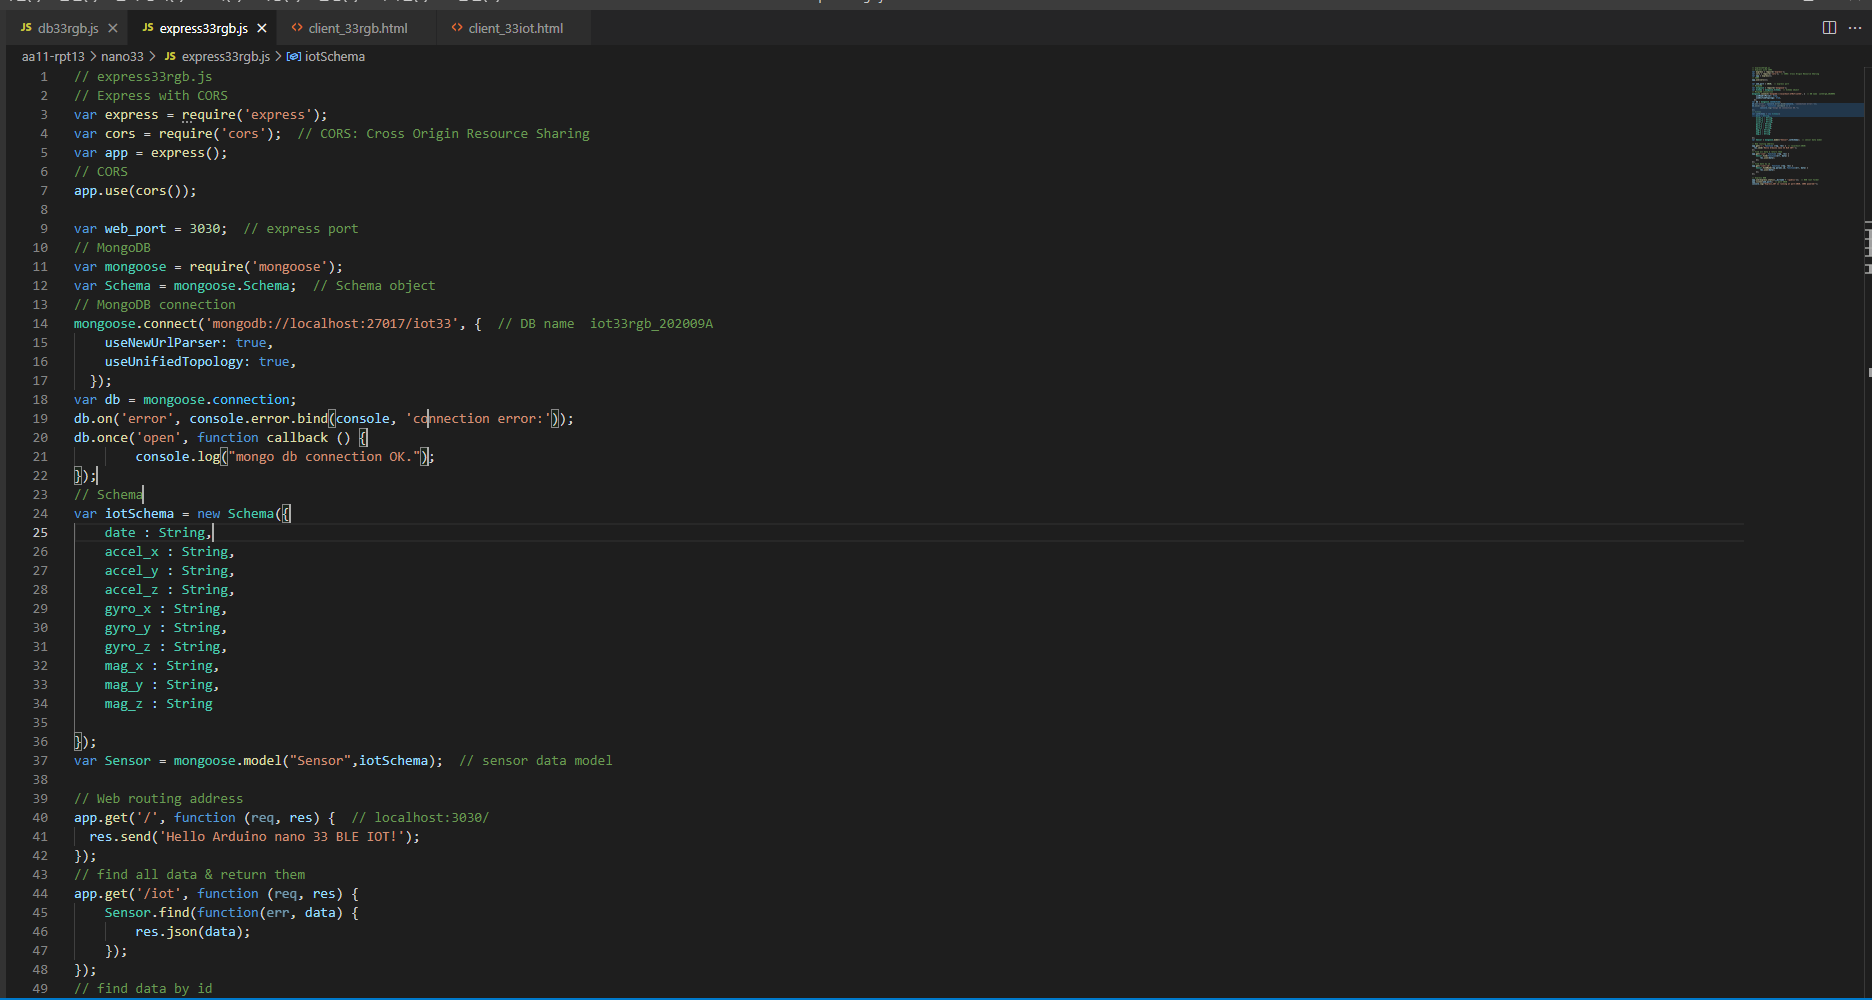 JS db33rgb.js
JS express33rgb.js
<> client_33rgb.html
<> client_33iot.html
aa11-rpt13 > nano33 > JS express33rgb.js > iotSchema
1 // express33rgb.js
2 // Express with CORS
3 var express = require('express');
4 var cors = require('cors');  // CORS: Cross Origin Resource Sharing
5 var app = express();
6 // CORS
7 app.use(cors());
8
9 var web_port = 3030;  // express port
10 // MongoDB
11 var mongoose = require('mongoose');
12 var Schema = mongoose.Schema;  // Schema object
13 // MongoDB connection
14 mongoose.connect('mongodb://localhost:27017/iot33', {  // DB name  iot33rgb_202009A
15     useNewUrlParser: true,
16     useUnifiedTopology: true,
17   });
18 var db = mongoose.connection;
19 db.on('error', console.error.bind(console, 'connection error:'));
20 db.once('open', function callback () {
21         console.log("mongo db connection OK.");
22 });
23 // Schema
24 var iotSchema = new Schema({
25     date : String,
26     accel_x : String,
27     accel_y : String,
28     accel_z : String,
29     gyro_x : String,
30     gyro_y : String,
31     gyro_z : String,
32     mag_x : String,
33     mag_y : String,
34     mag_z : String
35
36 });
37 var Sensor = mongoose.model("Sensor",iotSchema);  // sensor data model
38
39 // Web routing address
40 app.get('/', function (req, res) {  // localhost:3030/
41   res.send('Hello Arduino nano 33 BLE IOT!');
42 });
43 // find all data & return them
44 app.get('/iot', function (req, res) {
45     Sensor.find(function(err, data) {
46         res.json(data);
47     });
48 });
49 // find data by id